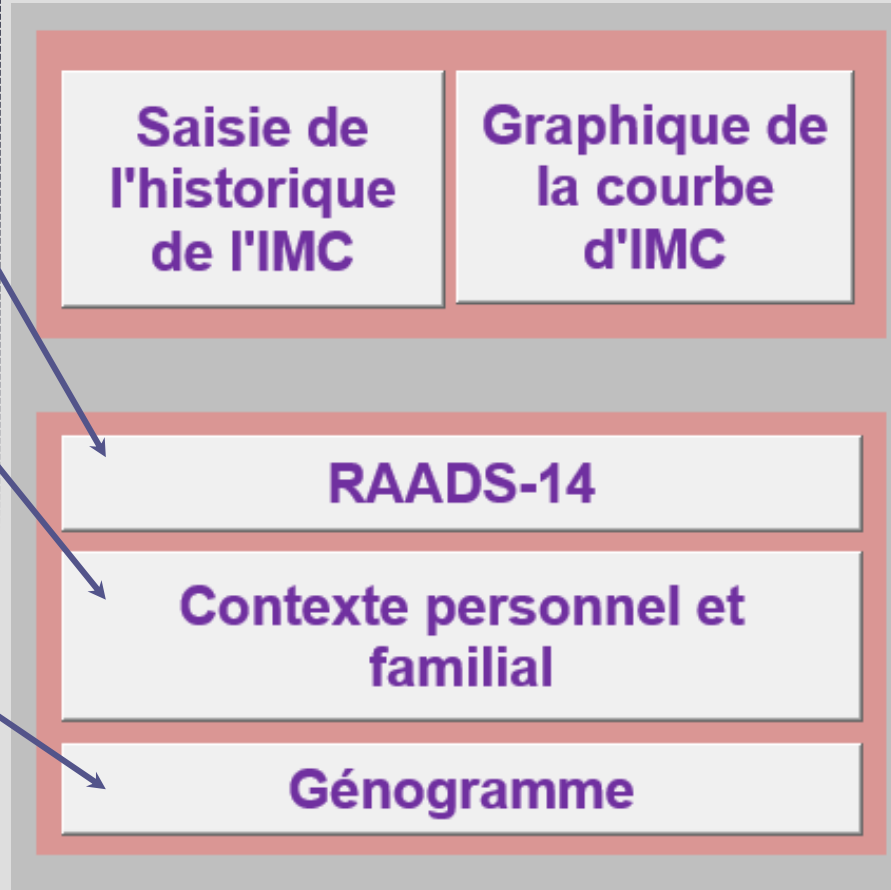 Saisie de
l'historique
de l'IMC
Graphique de
la courbe
d'IMC
RAADS-14
Contexte personnel et
familial
Génogramme